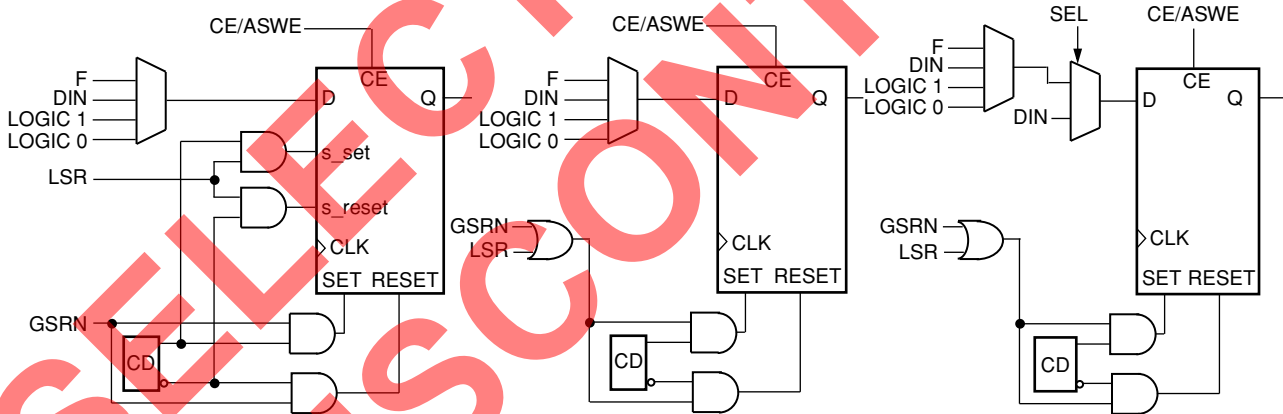 CE/ASWE
F
DIN
LOGIC 1
LOGIC 0
LSR
GSRN
CD
CE
D
Q
s_set
s_reset
CLK
SET RESET
CE/ASWE
F
DIN
LOGIC 1
LOGIC 0
GSRN
LSR
CD
CE
D
Q
CLK
SET RESET
SEL
CE/ASWE
F
DIN
LOGIC 1
LOGIC 0
DIN
GSRN
LSR
CD
CE
D
Q
CLK
SET RESET
SELECT
DISCONT